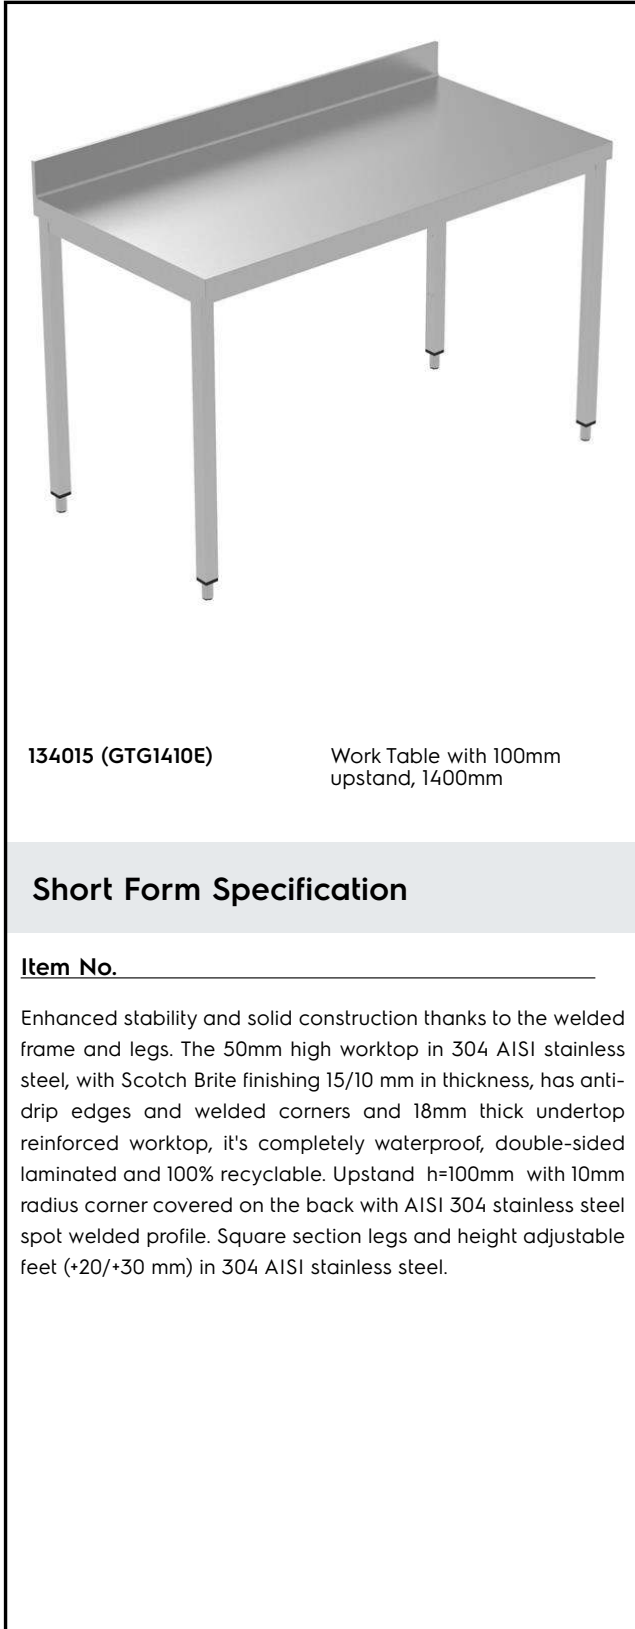 134015 (GTG1410E)
Work Table with 100mm
upstand, 1400mm
Short Form Specification
Item No.
Enhanced stability and solid construction thanks to the welded
frame and legs. The 50mm high worktop in 304 AISI stainless
steel, with Scotch Brite finishing 15/10 mm in thickness, has anti-
drip edges and welded corners and 18mm thick undertop
reinforced worktop, it's completely waterproof, double-sided
laminated and 100% recyclable. Upstand h=100mm with 10mm
radius corner covered on the back with AISI 304 stainless steel
spot welded profile. Square section legs and height adjustable
feet (+20/+30 mm) in 304 AISI stainless steel.